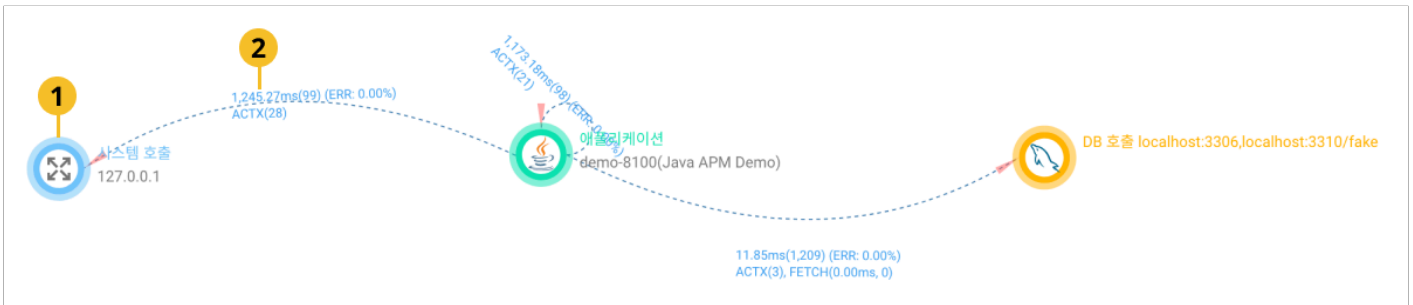 1
2
1,245.27ms(99) (ERR: 0.00%)
ACTX(28)
시스템 호출
127.0.0.1
1,173.18ms(98) (ERR: 0.00%)
ACTX(21)
애플리케이션
demo-8100(Java APM Demo)
DB 호출 localhost:3306,localhost:3310/fake
11.85ms(1,209) (ERR: 0.00%)
ACTX(3), FETCH(0.00ms, 0)